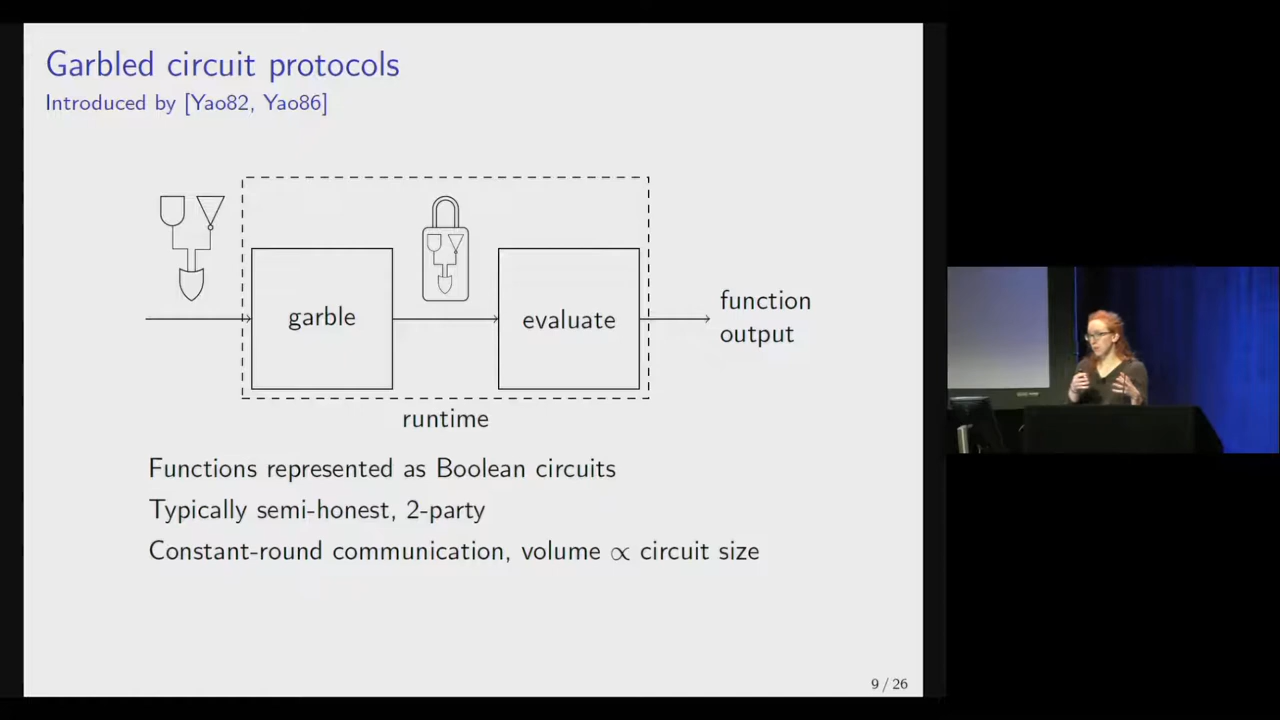 Garbled circuit protocols
Introduced by [Yao82, Yao86]
garble
evaluate
function
output
runtime
Functions represented as Boolean circuits
Typically semi-honest, 2-party
Constant-round communication, volume ∝ circuit size
9 / 26